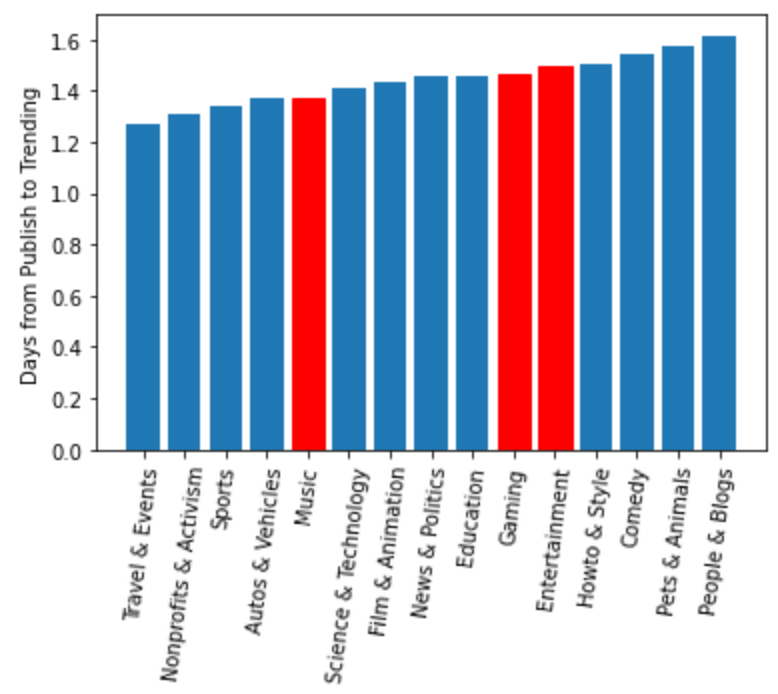 Days from Publish to Trending
1.6
1.4
1.2
1.0
0.8
0.6
0.4
0.2
0.0
Travel & Events
Nonprofits & Activism
Sports
Autos & Vehicles
Music
Science & Technology
Film & Animation
News & Politics
Education
Gaming
Entertainment
Howto & Style
Comedy
Pets & Animals
People & Blogs